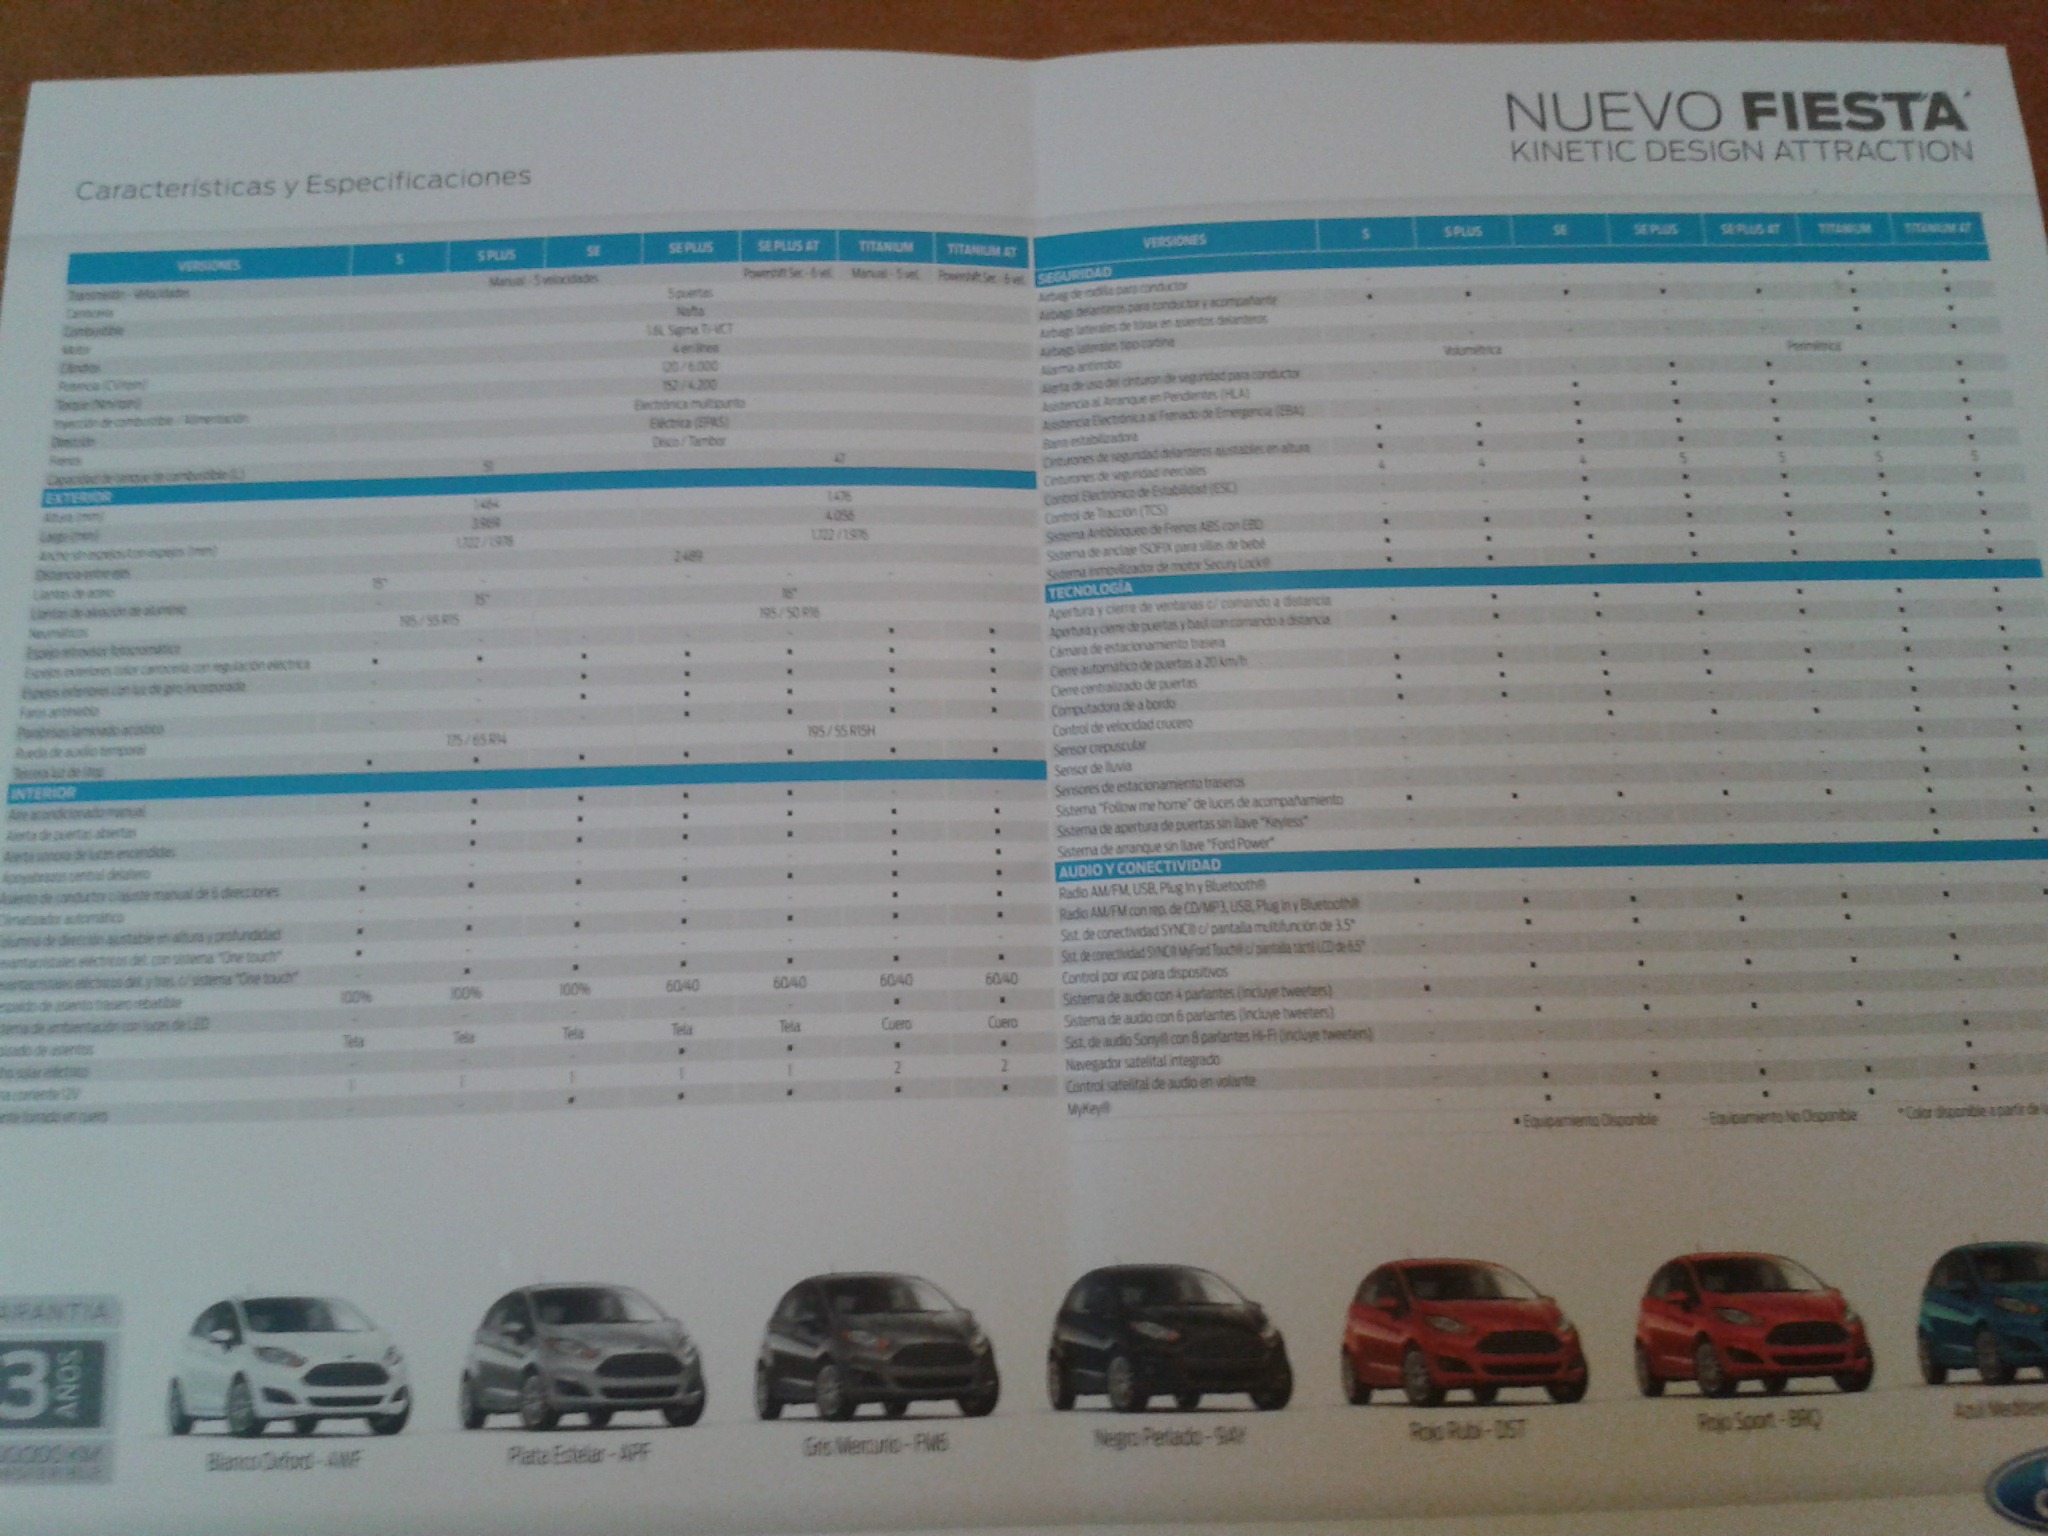 NUEVO FIESTA
KINETIC DESIGN ATTRACTION
Características y Especificaciones
VERSIONES S S PLUS SE SE PLUS SE PLUS AT TITANIUM TITANIUM AT
Transmisión - Velocidades Manual - 5 velocidades Powershift Sec. - 6 vel. Manual - 5 vel. Powershift Sec. - 6 vel.
Carrocería 5 puertas
Combustible Nafta
Motor 1.6L Sigma Ti-VCT
Cilindros 4 en línea
Potencia (CV/rpm) 120 / 6.000
Torque (Nm/rpm) 152 / 4.200
Inyección de combustible / Alimentación Electrónica multipunto
Dirección Eléctrica (EPAS)
Frenos Disco / Tambor
Capacidad de tanque de combustible (L) 51 47
EXTERIOR
Altura (mm) 1.464 1.476
Largo (mm) 3.969 4.056
Ancho sin espejos/con espejos (mm) 1.722 / 1.978 1.722 / 1.976
Distancia entre ejes 2.489
Llantas de acero 15" - - - - - -
Llantas de aleación de aluminio - 15" 16"
Neumáticos 195 / 55 R15 195 / 50 R16
Espejo retrovisor fotocromático - - - - - ▪ ▪
Espejos exteriores color carrocería con regulación eléctrica ▪ ▪ ▪ ▪ ▪ ▪ ▪
Espejos exteriores con luz de giro incorporada - - ▪ ▪ ▪ ▪ ▪
Faros antiniebla - - ▪ ▪ ▪ ▪ ▪
Parabrisas laminado acústico - - - ▪ ▪ ▪ ▪
Rueda de auxilio temporal 175 / 65 R14 195 / 55 R15H
Tercera luz de stop ▪ ▪ ▪ ▪ ▪ ▪ ▪
INTERIOR
Aire acondicionado manual ▪ ▪ ▪ ▪ ▪ - -
Alerta de puertas abiertas ▪ ▪ ▪ ▪ ▪ ▪ ▪
Alerta sonora de luces encendidas ▪ ▪ ▪ ▪ ▪ ▪ ▪
Apoyabrazos central delatero - - - - - ▪ ▪
Asiento de conductor c/ajuste manual de 6 direcciones ▪ ▪ ▪ ▪ ▪ ▪ ▪
Climatizador automático - - - - - ▪ ▪
olumna de dirección ajustable en altura y profundidad ▪ ▪ ▪ ▪ ▪ ▪ ▪
evantacristales eléctricos del. con sistema "One touch" ▪ - - - - - -
evantacristales eléctricos del. y tras. c/ sistema "One touch" - ▪ ▪ ▪ ▪ ▪ ▪
espaldo de asiento trasero rebatible 100% 100% 100% 60/40 60/40 60/40 60/40
tema de ambientación con luces de LED - - - - - ▪ ▪
izado de asientos Tela Tela Tela Tela Tela Cuero Cuero
ho solar eléctrico - - - ▪ ▪ ▪ ▪
ma corriente 12V 1 1 1 1 1 2 2
ante forrado en cuero - - ▪ ▪ ▪ ▪ ▪
VERSIONES S S PLUS SE SE PLUS SE PLUS AT TITANIUM TITANIUM AT
SEGURIDAD
Airbag de rodilla para conductor - - - - - ▪ ▪
Airbags delanteros para conductor y acompañante ▪ ▪ ▪ ▪ ▪ ▪ ▪
Airbags laterales de tórax en asientos delanteros - - - - - ▪ ▪
Airbags laterales tipo cortina - - - - - ▪ ▪
Alarma antirrobo Volumétrica Perimétrica
Alerta de uso del cinturón de seguridad para conductor - - - ▪ ▪ ▪ ▪
Asistencia al Arranque en Pendientes (HLA) - - ▪ ▪ ▪ ▪ ▪
Asistencia Electrónica al Frenado de Emergencia (EBA) - - ▪ ▪ ▪ ▪ ▪
Barra estabilizadora ▪ ▪ ▪ ▪ ▪ ▪ ▪
Cinturones de seguridad delanteros ajustables en altura ▪ ▪ ▪ ▪ ▪ ▪ ▪
Cinturones de seguridad inerciales 4 4 4 5 5 5 5
Control Electrónico de Estabilidad (ESC) - - ▪ ▪ ▪ ▪ ▪
Control de Tracción (TCS) - - ▪ ▪ ▪ ▪ ▪
Sistema Antibloqueo de Frenos ABS con EBD ▪ ▪ ▪ ▪ ▪ ▪ ▪
Sistema de anclaje ISOFIX para sillas de bebé ▪ ▪ ▪ ▪ ▪ ▪ ▪
Sistema inmovilizador de motor Secury Lock® ▪ ▪ ▪ ▪ ▪ ▪ ▪
TECNOLOGÍA
Apertura y cierre de ventanas c/ comando a distancia - ▪ ▪ ▪ ▪ ▪ ▪
Apertura y cierre de puertas y baúl con comando a distancia ▪ ▪ ▪ ▪ ▪ ▪ ▪
Cámara de estacionamiento trasera - - - - - ▪ ▪
Cierre automático de puertas a 20 km/h ▪ ▪ ▪ ▪ ▪ ▪ ▪
Cierre centralizado de puertas ▪ ▪ ▪ ▪ ▪ ▪ ▪
Computadora de a bordo ▪ ▪ ▪ ▪ ▪ ▪ ▪
Control de velocidad crucero - - ▪ ▪ ▪ ▪ ▪
Sensor crepuscular - - - - - ▪ ▪
Sensor de lluvia - - - - - ▪ ▪
Sensores de estacionamiento traseros - - - - - ▪ ▪
Sistema "Follow me home" de luces de acompañamiento ▪ ▪ ▪ ▪ ▪ ▪ ▪
Sistema de apertura de puertas sin llave "Keyless" - - - - - ▪ ▪
Sistema de arranque sin llave "Ford Power" - - - - - ▪ ▪
AUDIO Y CONECTIVIDAD
Radio AM/FM, USB, Plug In y Bluetooth® ▪ - - - - - -
Radio AM/FM con rep. de CD/MP3, USB, Plug In y Bluetooth® - ▪ ▪ ▪ ▪ ▪ ▪
Sist. de conectividad SYNC® c/ pantalla multifunción de 3.5" - ▪ ▪ ▪ ▪ -
Sist. de conectividad SYNC® MyFord Touch® c/ pantalla táctil LCD de 6.5" - - - - - ▪
Control por voz para dispositivos - ▪ ▪ ▪ ▪ ▪
Sistema de audio con 4 parlantes (incluye tweeters) ▪ - - - - -
Sistema de audio con 6 parlantes (incluye tweeters) - ▪ ▪ ▪ ▪ -
Sist. de audio Sony® con 8 parlantes Hi-Fi (incluye tweeters) - - - - - ▪
Navegador satelital integrado - - - - - ▪
Control satelital de audio en volante - ▪ ▪ ▪ ▪ ▪
MyKey® - ▪ ▪ ▪ ▪ ▪
▪ Equipamiento Disponible - Equipamiento No Disponible * Color disponible a partir de
ARANTIA
3 AÑOS
Blanco Oxford - AWF
Plata Estelar - APF
Gris Mercurio - PW6
Negro Perlado - 9AV
Rojo Rubí - DST
Rojo Sport - BRQ
Azul